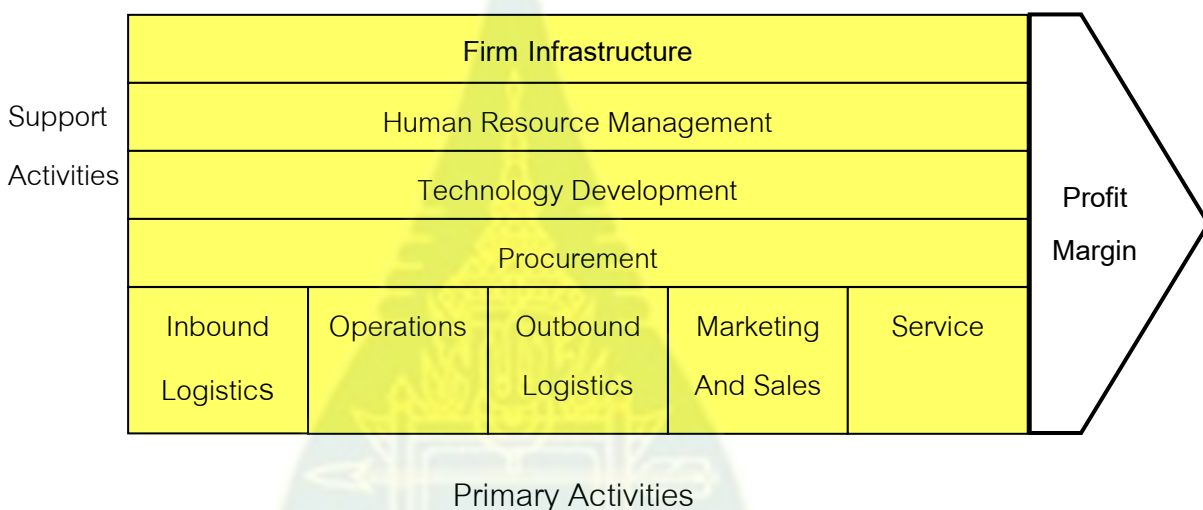 Firm Infrastructure
Support
Activities
Human Resource Management
Technology Development
Procurement
Profit
Margin
Inbound
Logistics
Operations
Outbound
Logistics
Marketing
And Sales
Service
Primary Activities